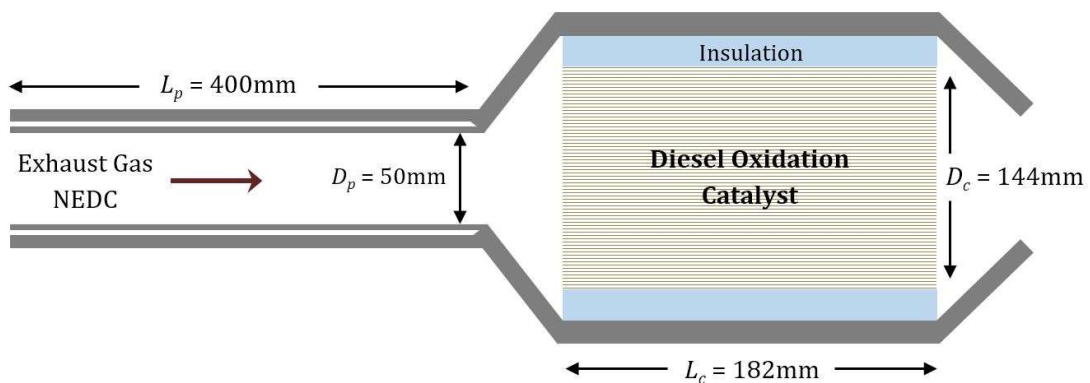 Insulation
L_p = 400mm
Exhaust Gas
NEDC
D_p = 50mm
Diesel Oxidation
Catalyst
D_c = 144mm
L_c = 182mm